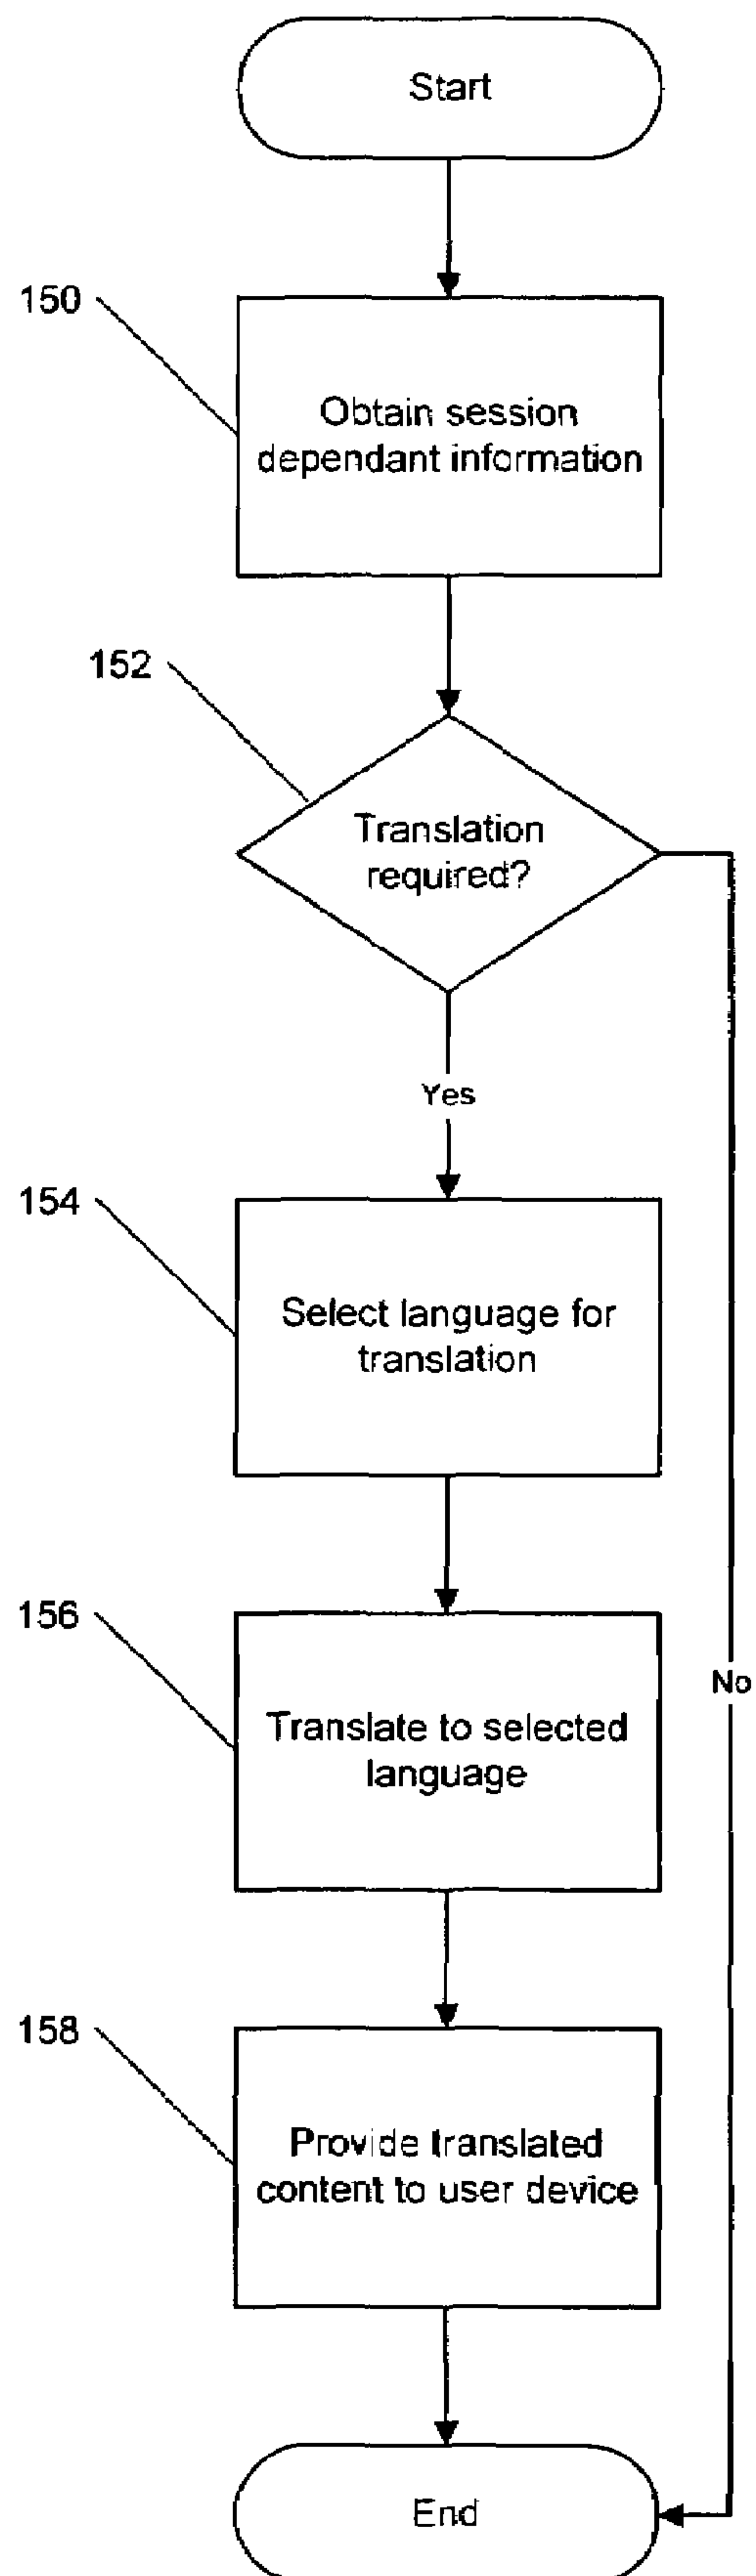 Start
150
Obtain session
dependant information
152
Translation
required?
Yes
154
Select language for
translation
156
Translate to selected
language
No
158
Provide translated
content to user device
End